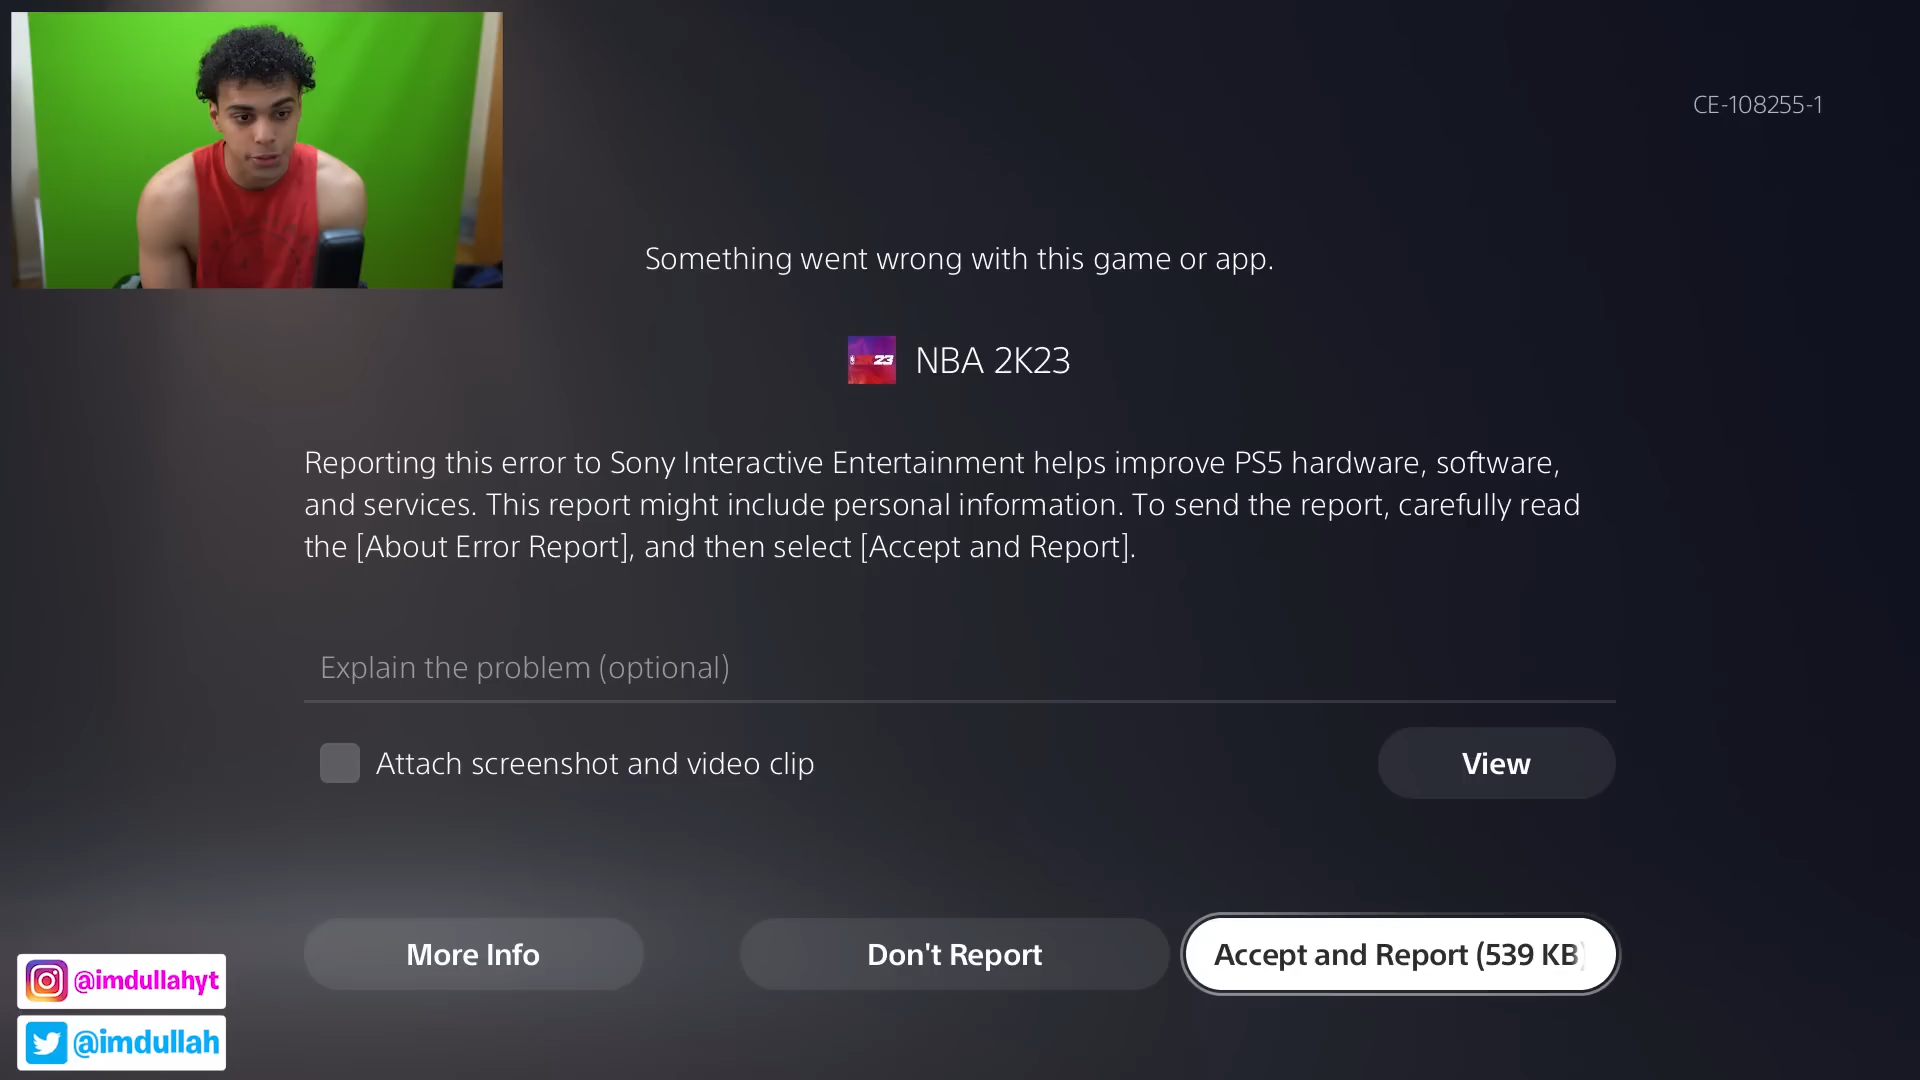 CE-108255-1
Something went wrong with this game or app.
23
NBA 2K23
Reporting this error to Sony Interactive Entertainment helps improve PS5 hardware, software,
and services. This report might include personal information. To send the report, carefully read
the [About Error Report], and then select [Accept and Report].
Explain the problem (optional)
Attach screenshot and video clip
View
More Info
Don't Report
Accept and Report (539 KB
@imdullahyt
@imdullah